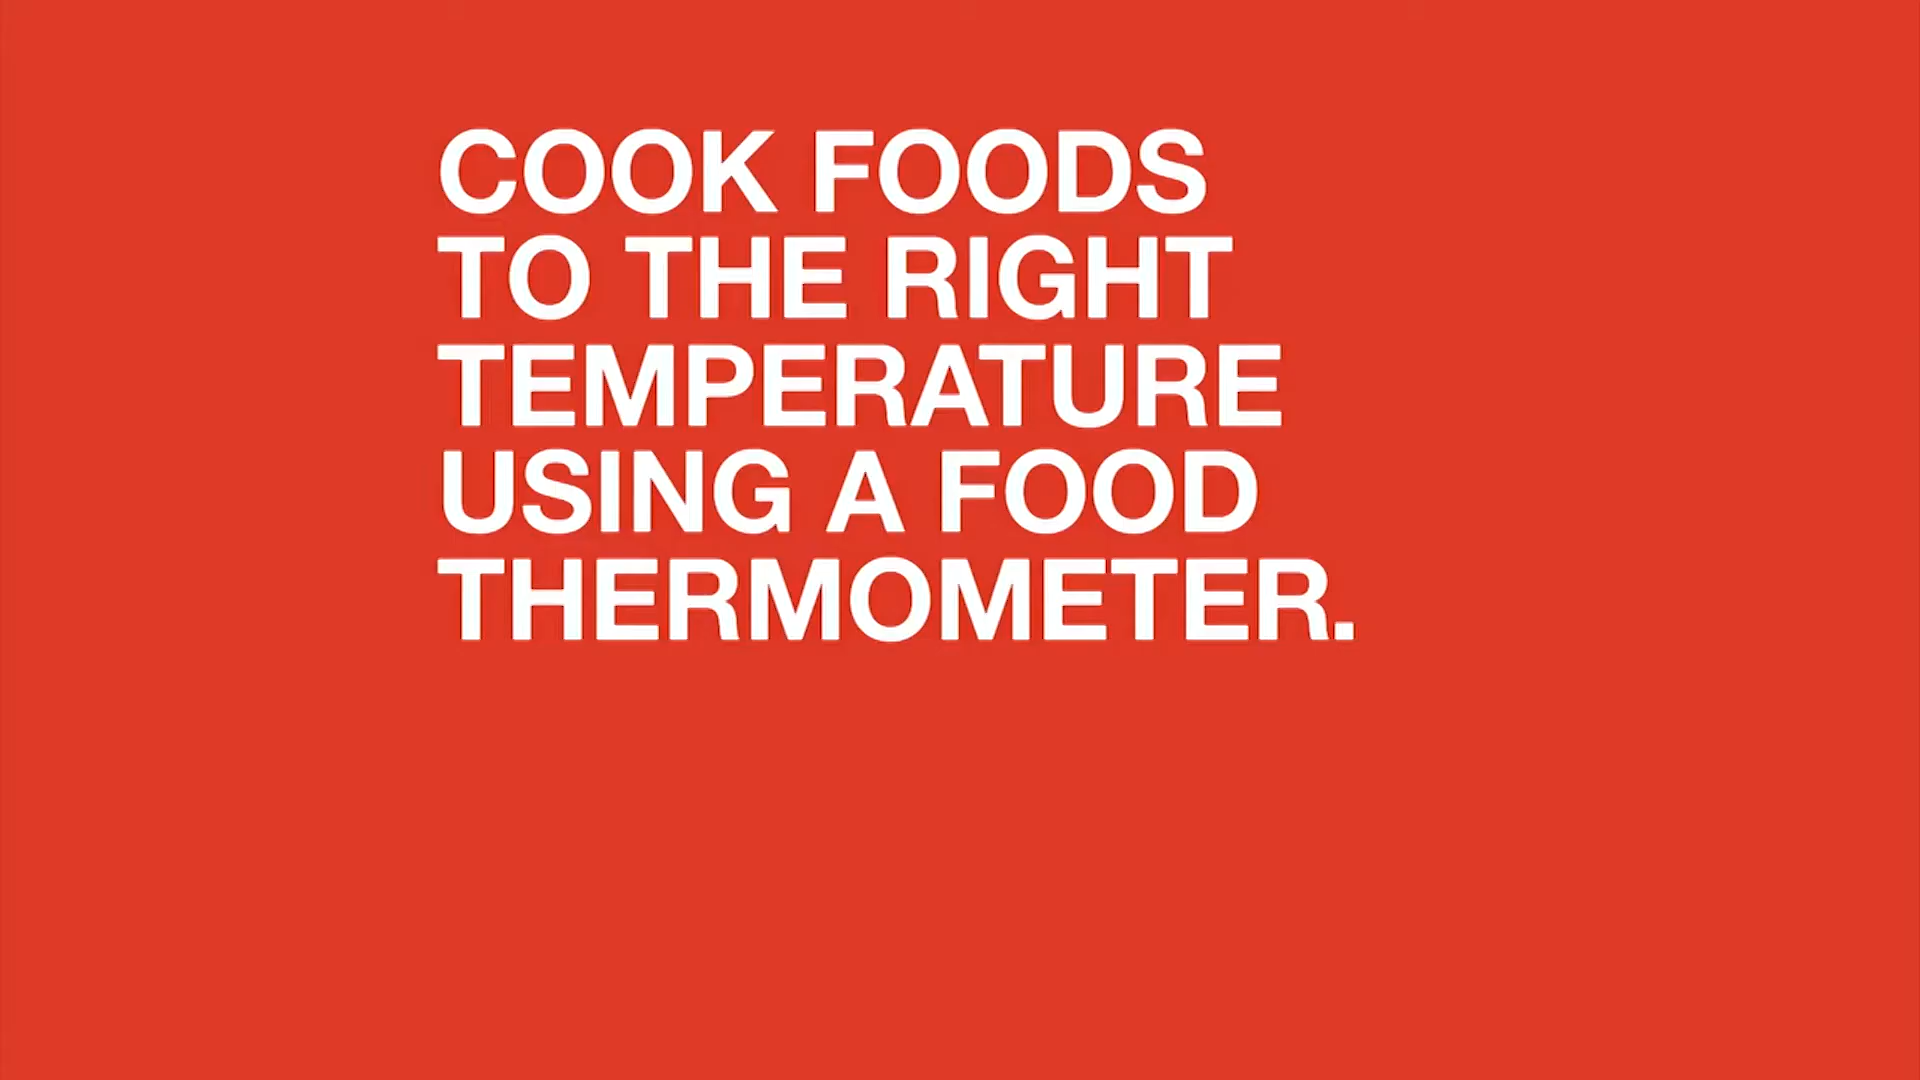 COOK FOODS
TO THE RIGHT
TEMPERATURE
USING A FOOD
THERMOMETER.